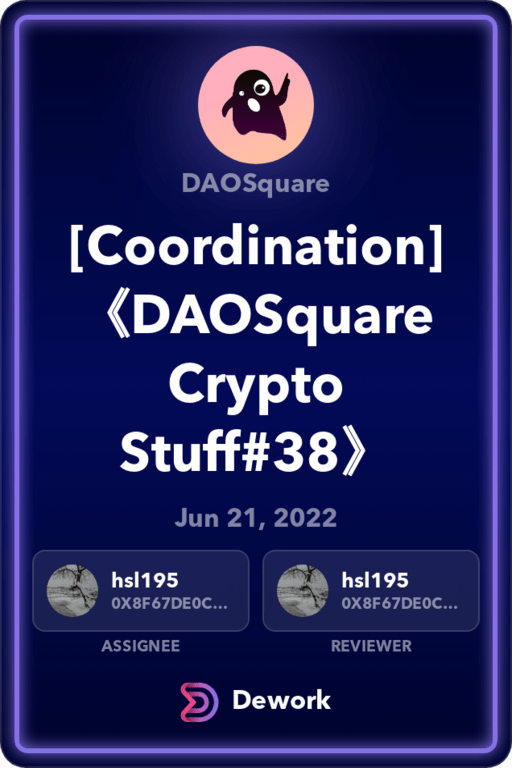 DAOSquare
[Coordination]
《DAOSquare
Crypto
Stuff#38》
Jun 21, 2022
hsl195
0X8F67DE0C...
ASSIGNEE
hsl195
0X8F67DE0C...
REVIEWER
Dework